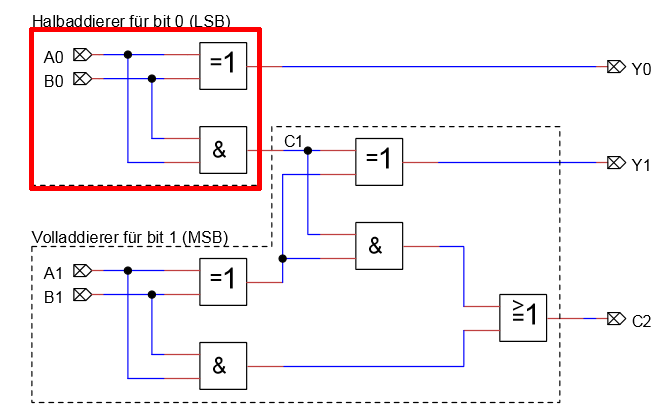 Halbaddierer für bit 0 (LSB)
A0
B0
=1
Y0
&
C1
=1
Y1
Volladdierer für bit 1 (MSB)
&
A1
B1
=1
≥1
C2
&